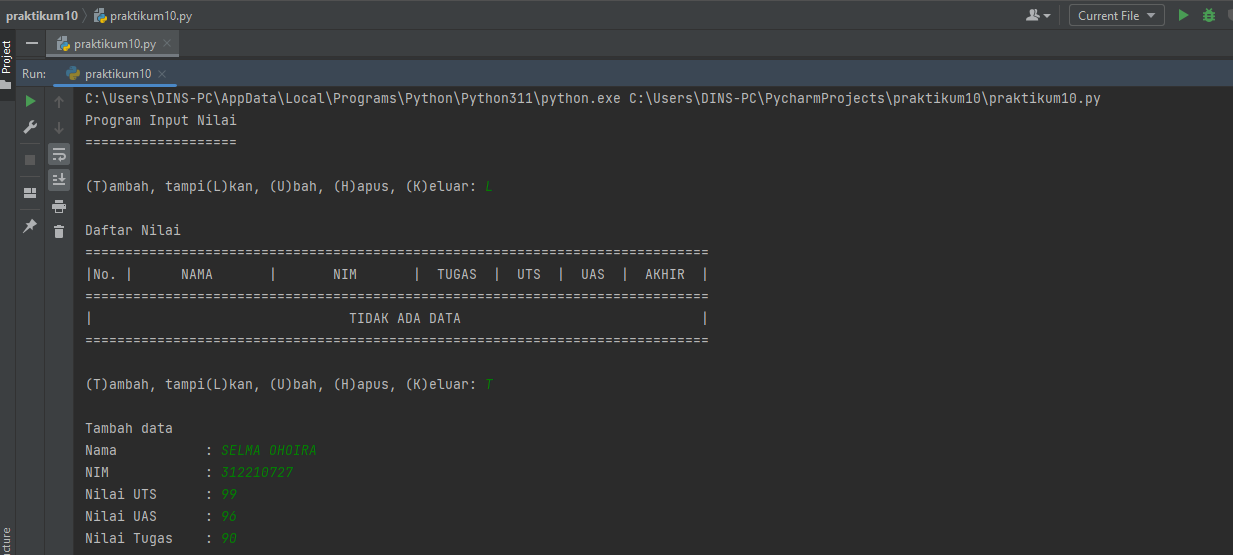 praktikum10 praktikum10.py Current File
Project praktikum10.py
Run: praktikum10
C:\Users\DINS-PC\AppData\Local\Programs\Python\Python311\python.exe C:\Users\DINS-PC\PycharmProjects\praktikum10\praktikum10.py
Program Input Nilai
===================
(T)ambah, tampi(L)kan, (U)bah, (H)apus, (K)eluar: L
Daftar Nilai
==============================================================================
|No. |      NAMA       |       NIM       |  TUGAS  |  UTS  |  UAS  |  AKHIR  |
==============================================================================
|                                TIDAK ADA DATA                              |
==============================================================================
(T)ambah, tampi(L)kan, (U)bah, (H)apus, (K)eluar: T
Tambah data
Nama           : SELMA OHOIRA
NIM            : 312210727
Nilai UTS      : 99
Nilai UAS      : 96
Nilai Tugas    : 90
cture